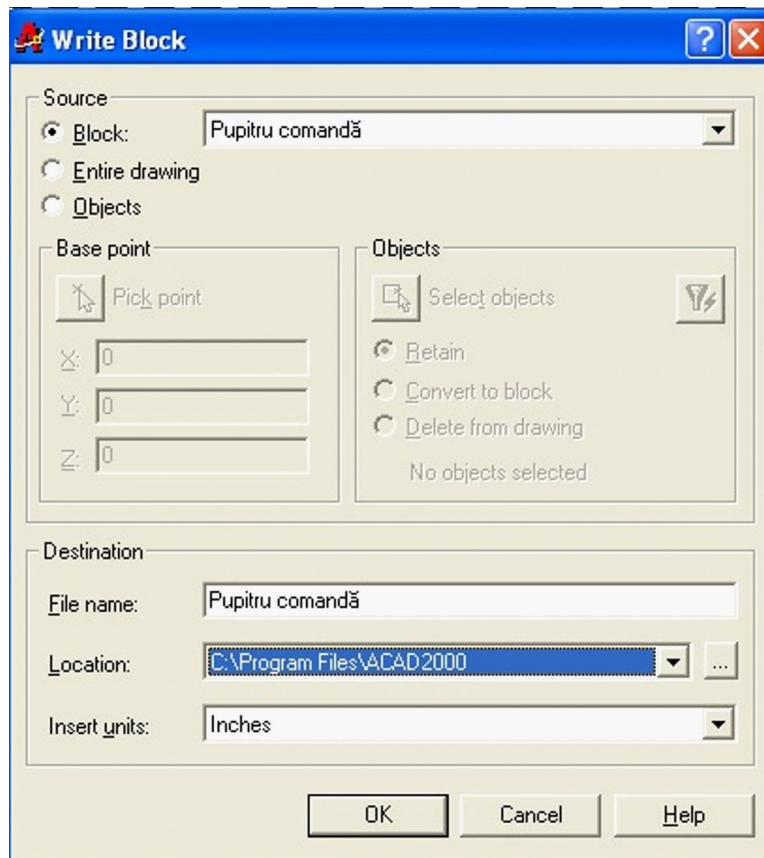 Write Block
Source
Block: Pupitru comandă
Entire drawing
Objects
Base point
Pick point
X: 0
Y: 0
Z: 0
Objects
Select objects
Retain
Convert to block
Delete from drawing
No objects selected
Destination
File name: Pupitru comandă
Location: C:\Program Files\ACAD2000 ...
Insert units: Inches
OK Cancel Help